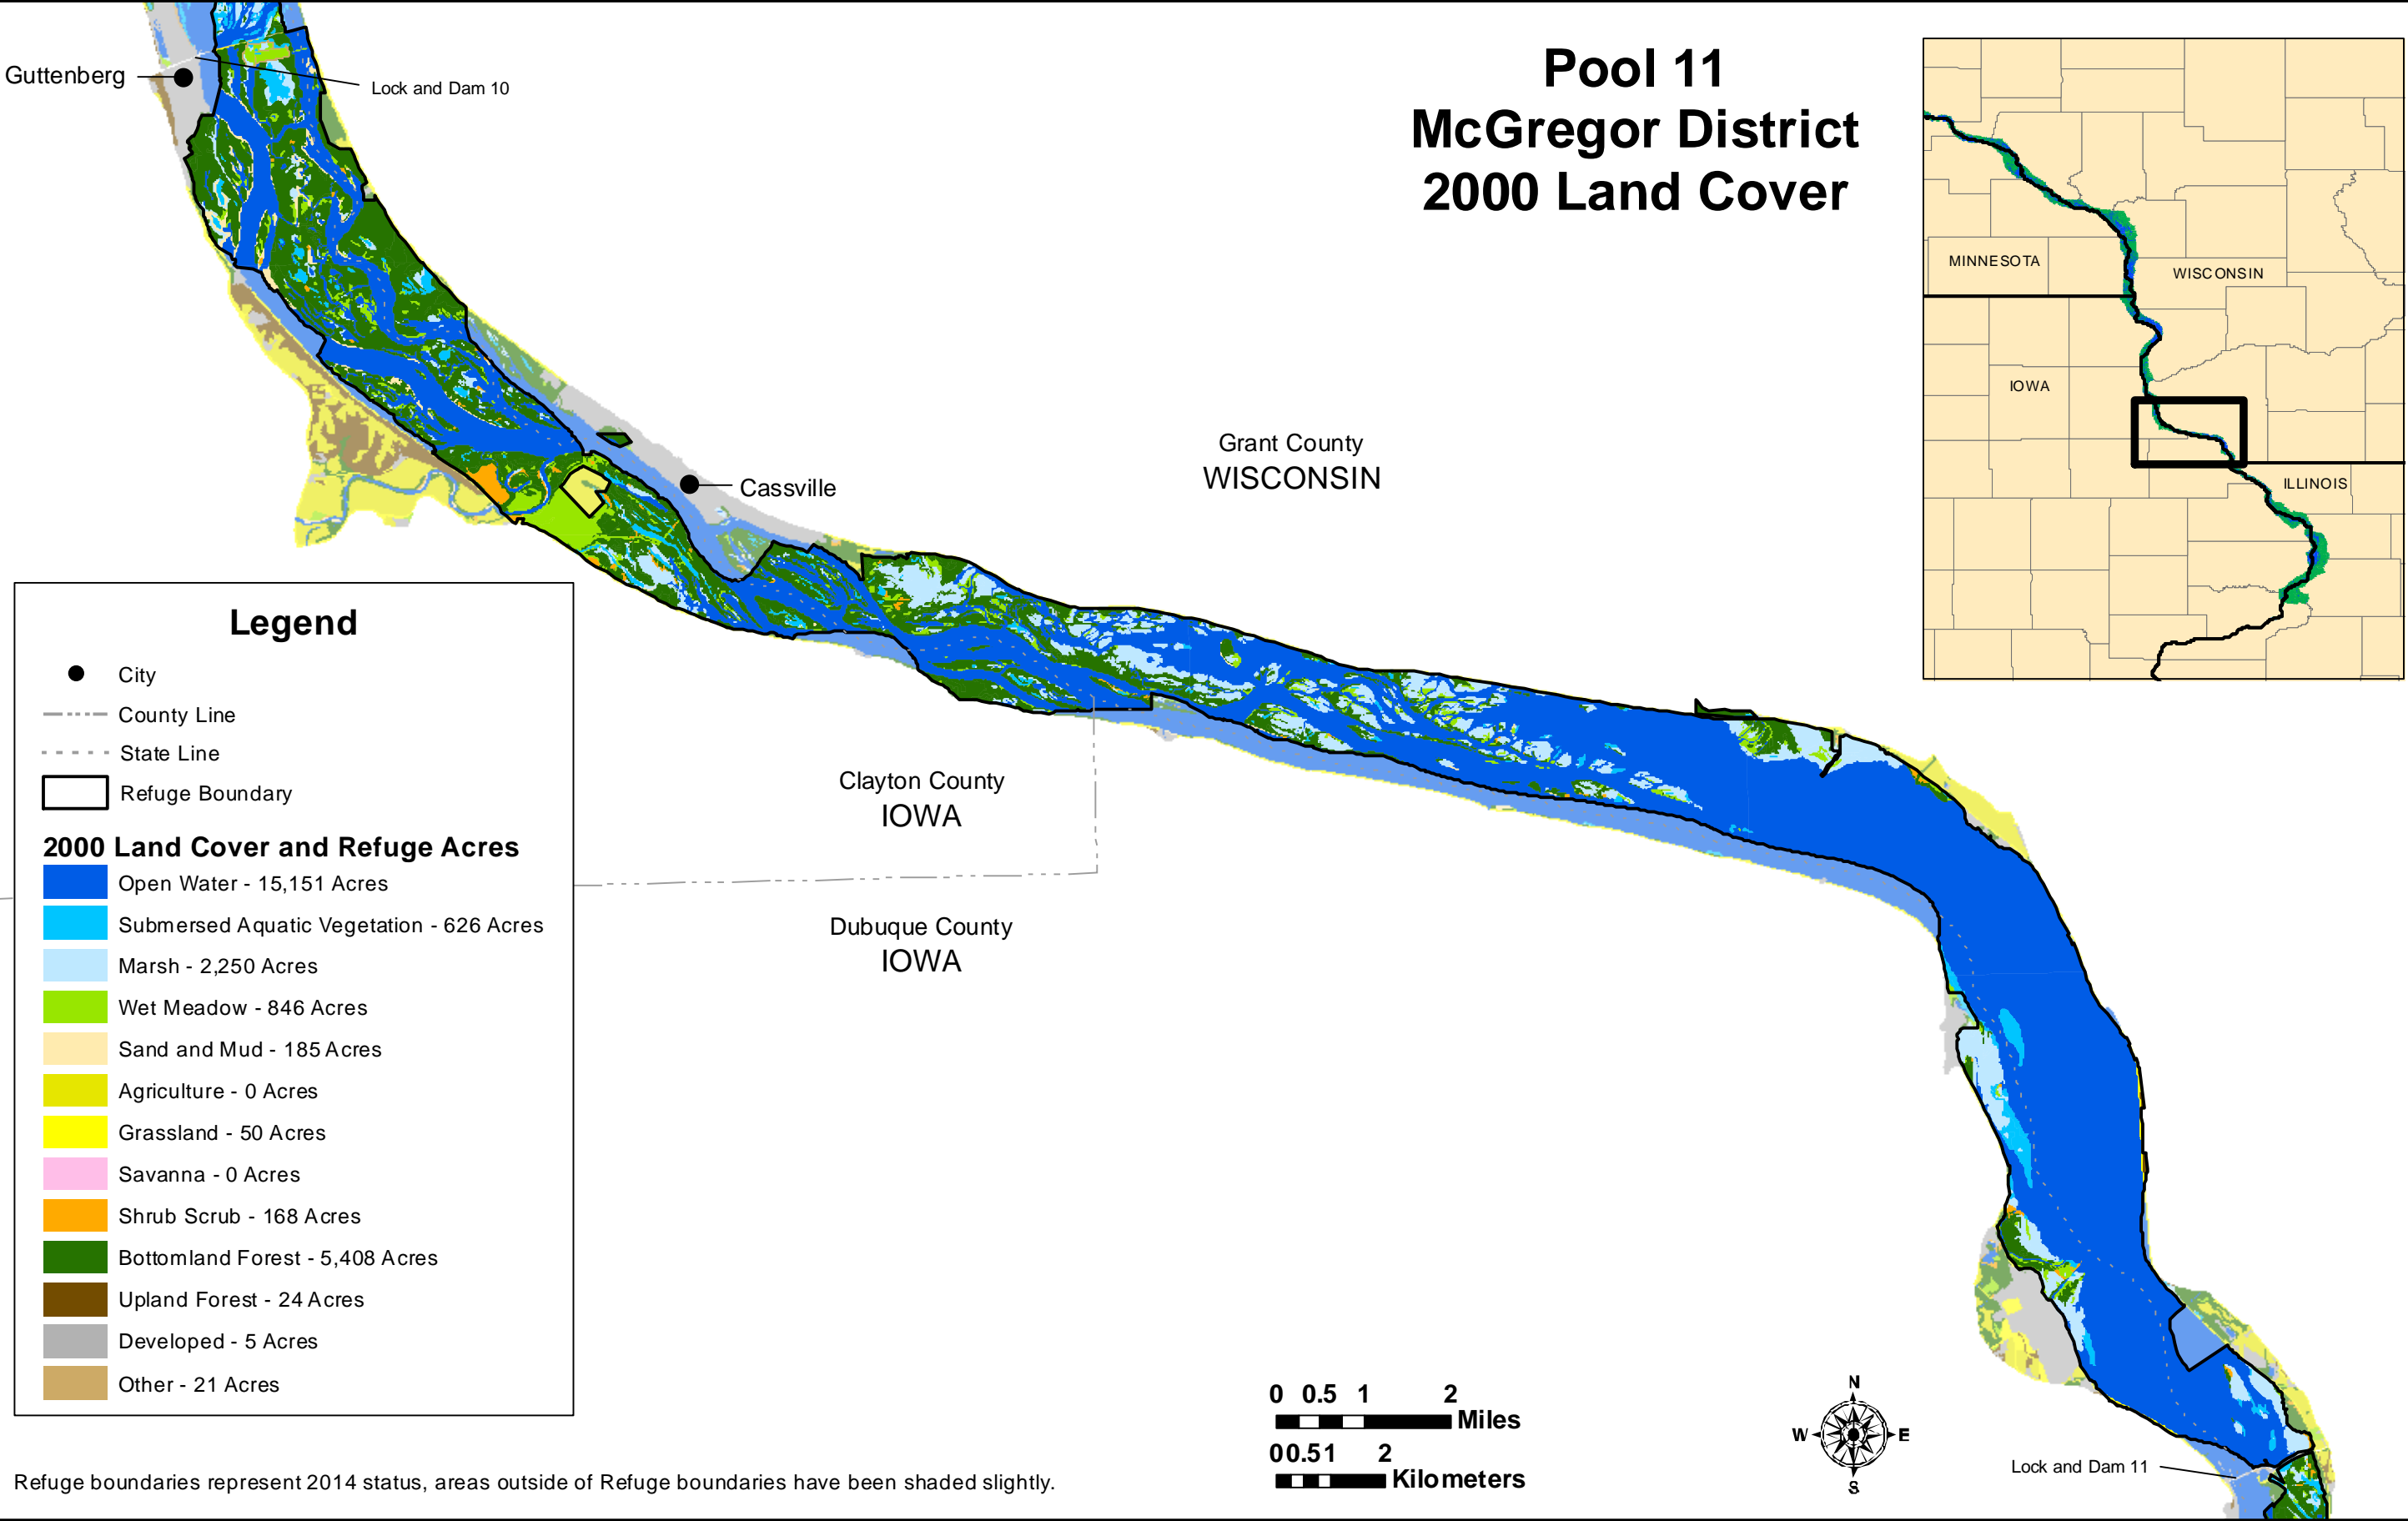 Pool 11
McGregor District
2000 Land Cover
Guttenberg
Lock and Dam 10
MINNESOTA
WISCONSIN
IOWA
ILLINOIS
Grant County
WISCONSIN
Cassville
Clayton County
IOWA
Dubuque County
IOWA
Legend
City
County Line
State Line
Refuge Boundary
2000 Land Cover and Refuge Acres
Open Water - 15,151 Acres
Submersed Aquatic Vegetation - 626 Acres
Marsh - 2,250 Acres
Wet Meadow - 846 Acres
Sand and Mud - 185 Acres
Agriculture - 0 Acres
Grassland - 50 Acres
Savanna - 0 Acres
Shrub Scrub - 168 Acres
Bottomland Forest - 5,408 Acres
Upland Forest - 24 Acres
Developed - 5 Acres
Other - 21 Acres
0 0.5 1 2
Miles
0 0.5 1 2
Kilometers
N
W E
S
Lock and Dam 11
Refuge boundaries represent 2014 status, areas outside of Refuge boundaries have been shaded slightly.